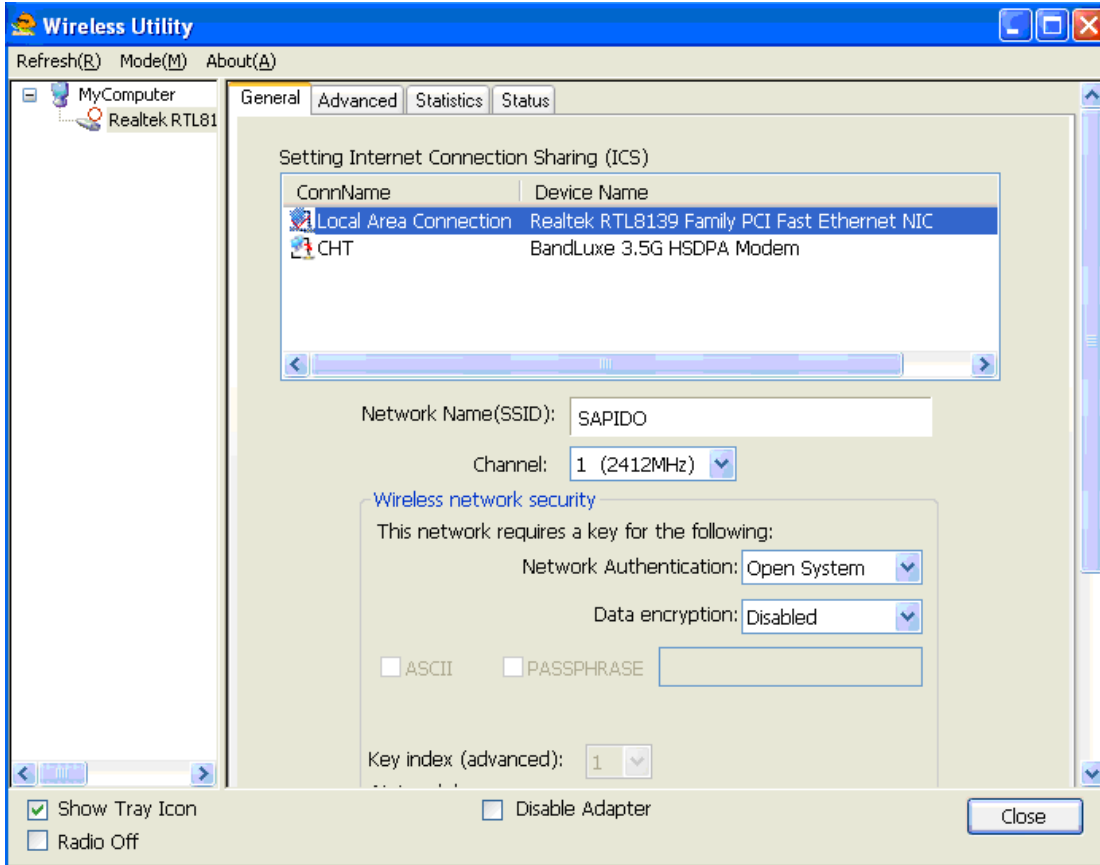 Wireless Utility
Refresh(R) Mode(M) About(A)
MyComputer
Realtek RTL81
General Advanced Statistics Status
Setting Internet Connection Sharing (ICS)
ConnName Device Name
Local Area Connection Realtek RTL8139 Family PCI Fast Ethernet NIC
CHT BandLuxe 3.5G HSDPA Modem
Network Name(SSID): SAPIDO
Channel: 1 (2412MHz)
Wireless network security
This network requires a key for the following:
Network Authentication: Open System
Data encryption: Disabled
ASCII PASSPHRASE
Key index (advanced): 1
Show Tray Icon Disable Adapter
Radio Off
Close